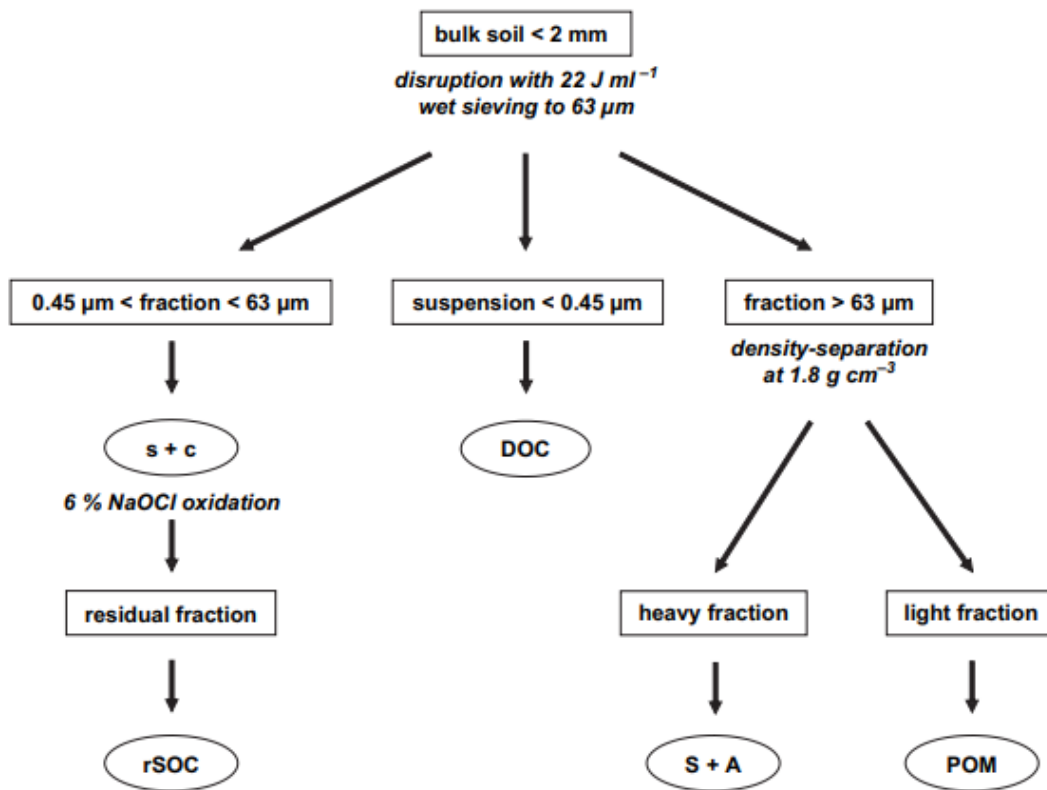 bulk soil < 2 mm
disruption with 22 J ml⁻¹
wet sieving to 63 µm
0.45 µm < fraction < 63 µm
suspension < 0.45 µm
fraction > 63 µm
density-separation
at 1.8 g cm⁻³
s + c
DOC
6 % NaOCl oxidation
residual fraction
heavy fraction
light fraction
rSOC
S + A
POM